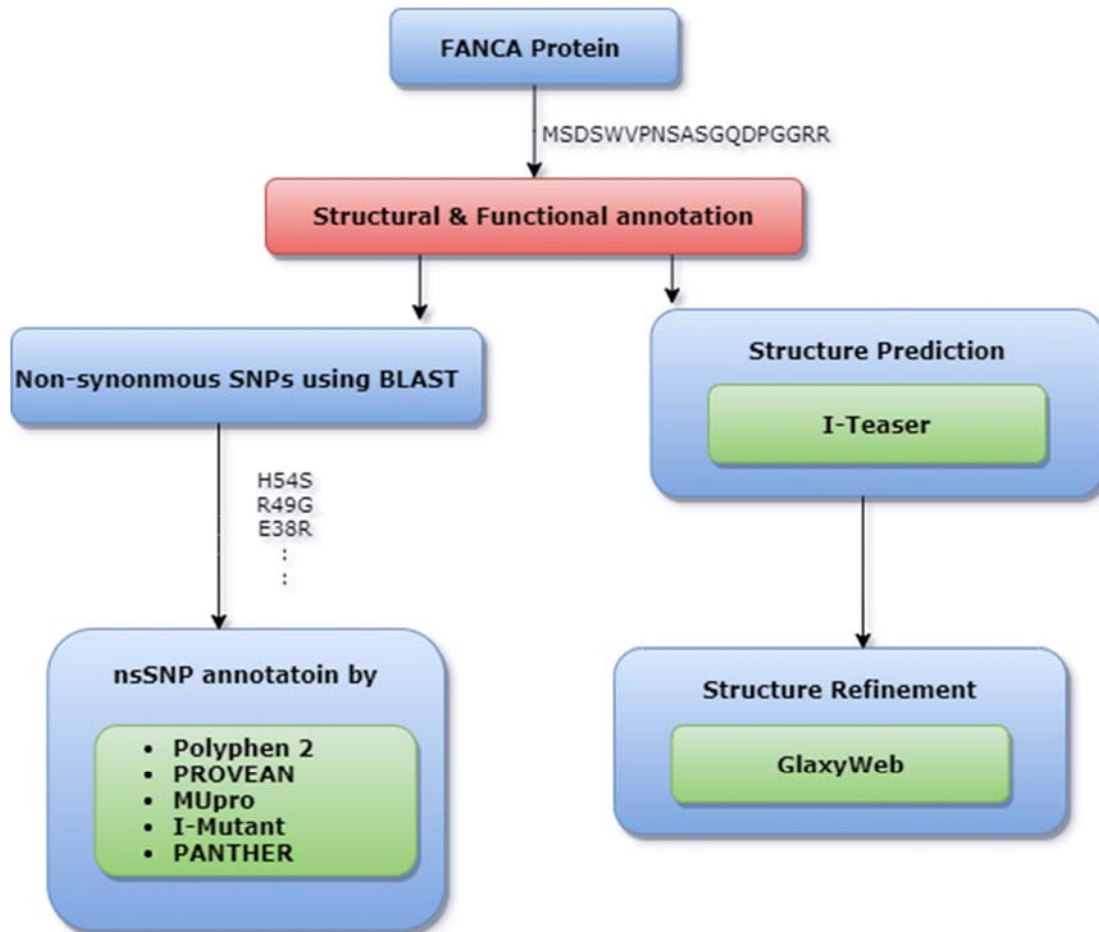 FANCA Protein
MSDSWVPNSASGQDPGGRR
Structural & Functional annotation
Non-synonmous SNPs using BLAST
Structure Prediction
I-Teaser
H54S
R49G
E38R
:
:
nsSNP annotatoin by
• Polyphen 2
• PROVEAN
• MUpro
• I-Mutant
• PANTHER
Structure Refinement
GlaxyWeb